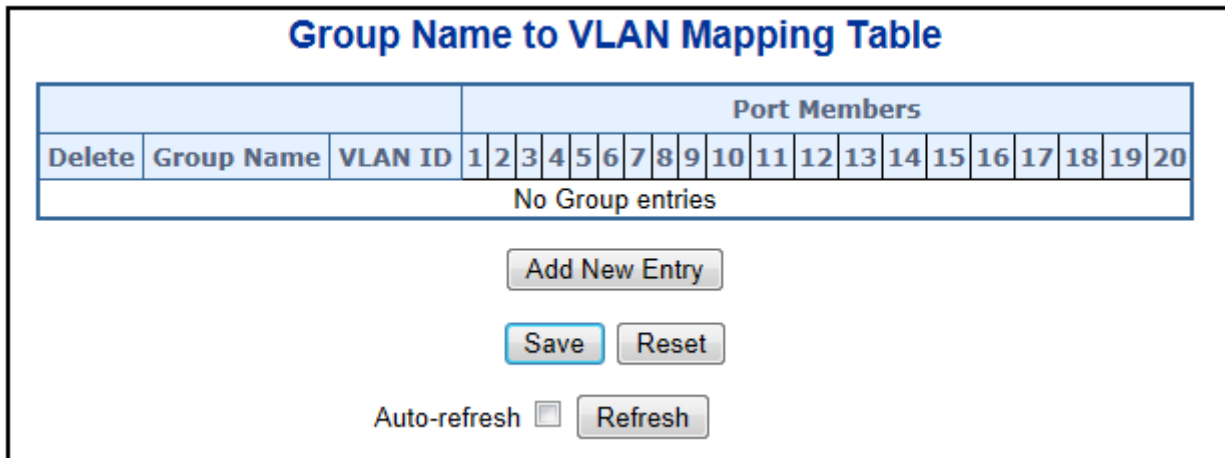 Group Name to VLAN Mapping Table
Port Members
Delete Group Name VLAN ID 1 2 3 4 5 6 7 8 9 10 11 12 13 14 15 16 17 18 19 20
No Group entries
Add New Entry
Save Reset
Auto-refresh Refresh